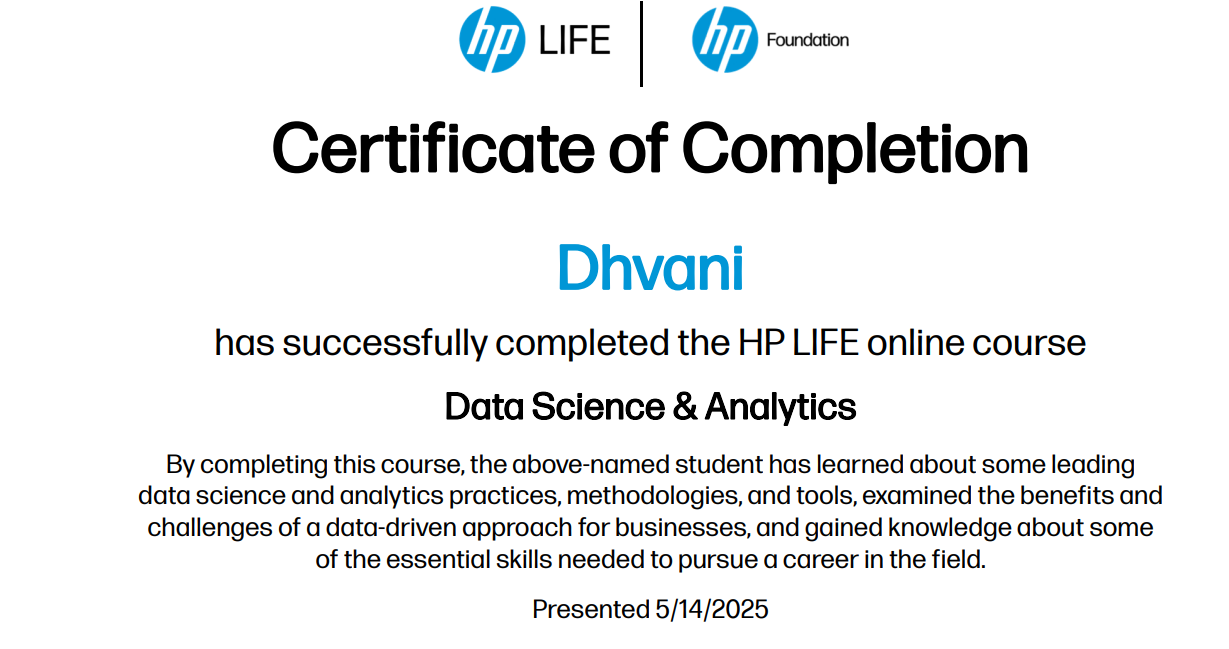 hp LIFE | hp Foundation
Certificate of Completion
Dhvani
has successfully completed the HP LIFE online course
Data Science & Analytics
By completing this course, the above-named student has learned about some leading
data science and analytics practices, methodologies, and tools, examined the benefits and
challenges of a data-driven approach for businesses, and gained knowledge about some
of the essential skills needed to pursue a career in the field.
Presented 5/14/2025